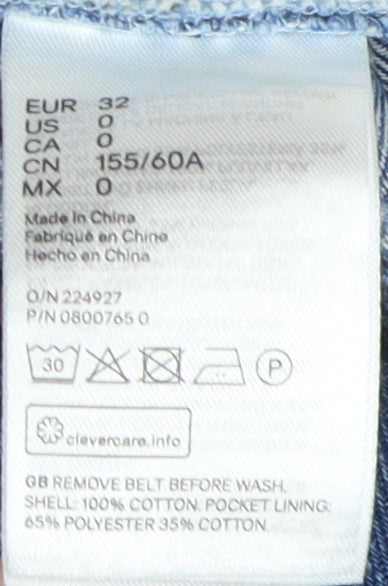 EUR 32
US 0
CA 0
CN 155/60A
MX 0
Made in China
Fabriqué en Chine
Hecho en China
O/N 224927
P/N 0800765 0
30
P
clevercare.info
GB REMOVE BELT BEFORE WASH.
SHELL: 100% COTTON. POCKET LINING:
65% POLYESTER 35% COTTON.